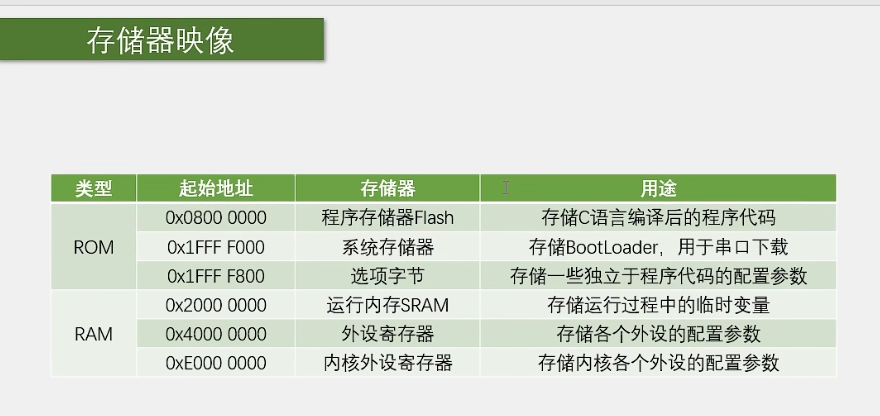 存储器映像
类型 起始地址 存储器 用途
ROM
0x0800 0000 程序存储器Flash 存储C语言编译后的程序代码
0x1FFF F000 系统存储器 存储BootLoader，用于串口下载
0x1FFF F800 选项字节 存储一些独立于程序代码的配置参数
RAM
0x2000 0000 运行内存SRAM 存储运行过程中的临时变量
0x4000 0000 外设寄存器 存储各个外设的配置参数
0xE000 0000 内核外设寄存器 存储内核各个外设的配置参数